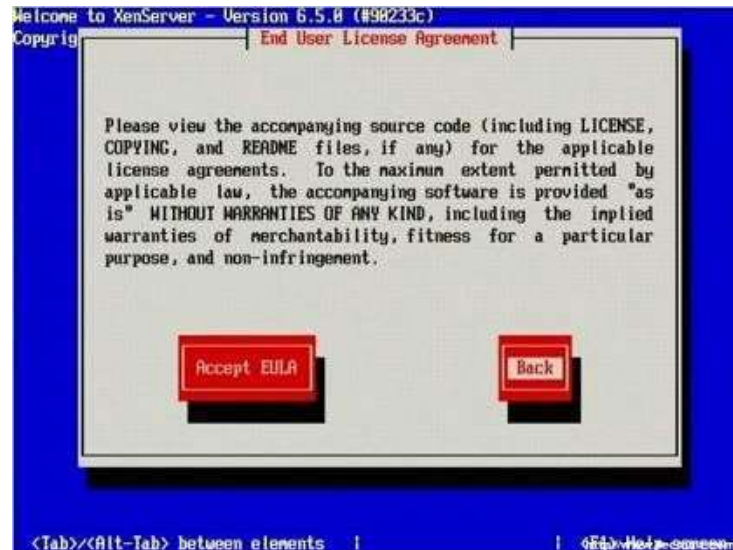 Welcome to XenServer - Version 6.5.0 (#90233c)
Copyrig
End User License Agreement
Please view the accompanying source code (including LICENSE,
COPYING, and README files, if any) for the applicable
license agreements. To the maximum extent permitted by
applicable law, the accompanying software is provided "as
is" WITHOUT WARRANTIES OF ANY KIND, including the implied
warranties of merchantability, fitness for a particular
purpose, and non-infringement.
Accept EULA
Back
<Tab>/<Alt-Tab> between elements |
| <F1> Help screen